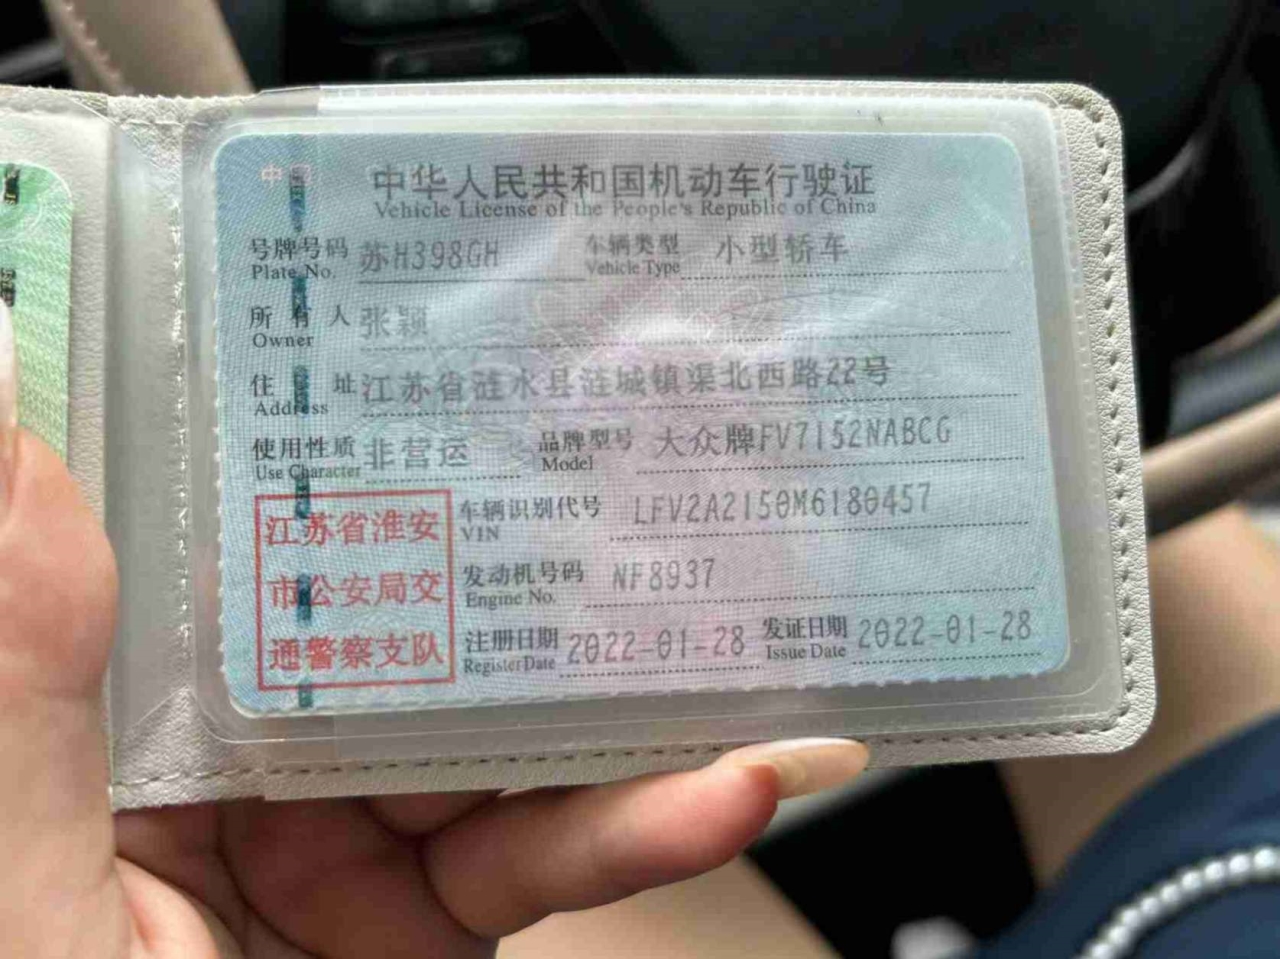 中华人民共和国机动车行驶证
Vehicle License of the People's Republic of China
号牌号码 苏H398GH 车辆类型 小型轿车
Plate No. Vehicle Type
所有人 张颖
Owner
住址 江苏省涟水县涟城镇渠北西路22号
Address
使用性质 非营运 品牌型号 大众牌FV7152NABCG
Use Character Model
江苏省淮安 车辆识别代号 LFV2A2150M6180457
VIN
市公安局交 发动机号码 NF8937
Engine No.
通警察支队 注册日期 2022-01-28 发证日期 2022-01-28
Register Date Issue Date